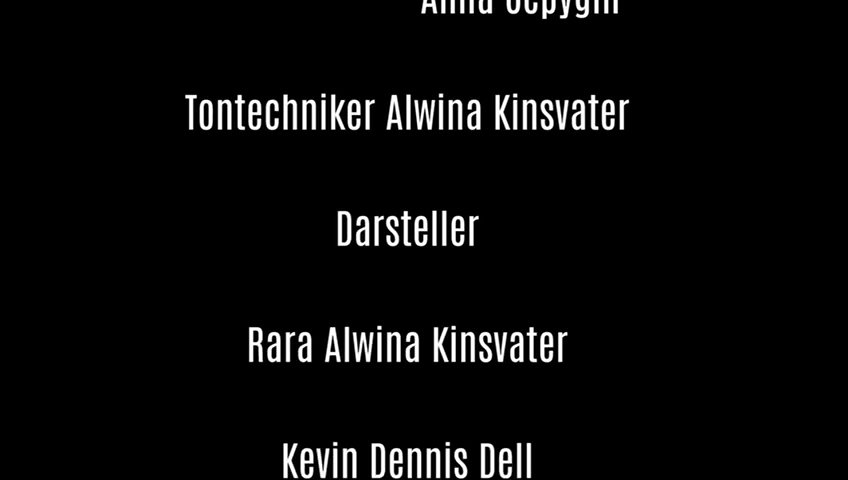 Tontechniker Alwina Kinsvater
Darsteller
Rara Alwina Kinsvater
Kevin Dennis Dell